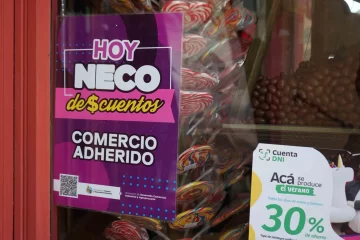 HOY
NECO
de$cuentos
COMERCIO
ADHERIDO
Cuenta
DNI
Acá se
produce
el verano
30%